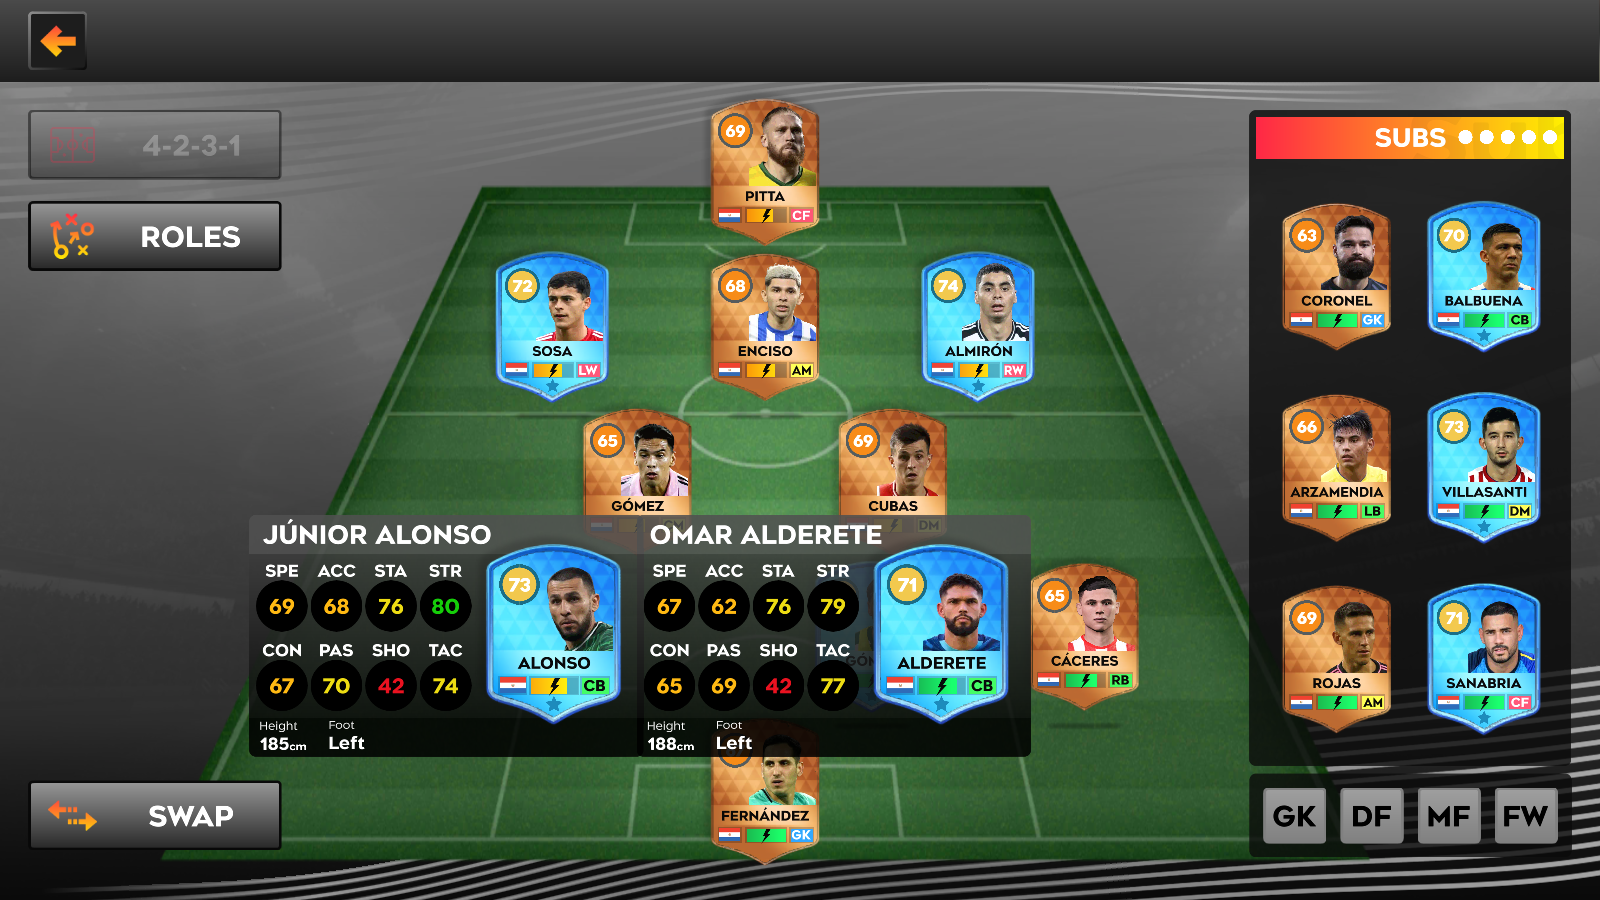 4-2-3-1
ROLES
SWAP
69
PITTA
CF
72
SOSA
LW
68
ENCISO
AM
74
ALMIRÓN
RW
65
GÓMEZ
CM
69
CUBAS
DM
JÚNIOR ALONSO
SPE ACC STA STR
69 68 76 80
CON PAS SHO TAC
67 70 42 74
Height Foot
185cm Left
73
ALONSO
CB
OMAR ALDERETE
SPE ACC STA STR
67 62 76 79
CON PAS SHO TAC
65 69 42 77
Height Foot
188cm Left
71
ALDERETE
CB
65
CÁCERES
RB
FERNÁNDEZ
GK
SUBS
63
CORONEL
GK
70
BALBUENA
CB
66
ARZAMENDIA
LB
73
VILLASANTI
DM
69
ROJAS
AM
71
SANABRIA
CF
GK DF MF FW